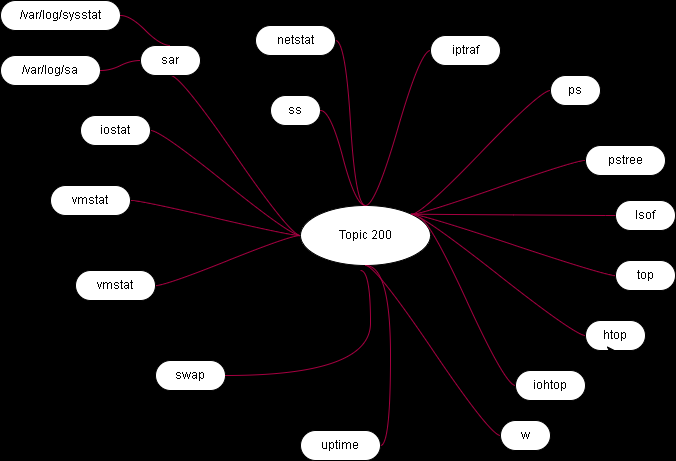 /var/log/sysstat
netstat
iptraf
sar
/var/log/sa
ps
ss
iostat
pstree
vmstat
lsof
Topic 200
top
vmstat
htop
swap
iohtop
w
uptime